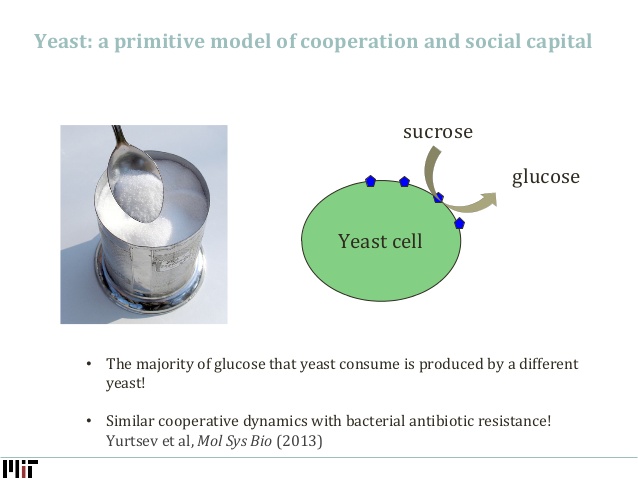 Yeast: a primitive model of cooperation and social capital
sucrose
glucose
Yeast cell
• The majority of glucose that yeast consume is produced by a different
yeast!
• Similar cooperative dynamics with bacterial antibiotic resistance!
Yurtsev et al, Mol Sys Bio (2013)
MIT